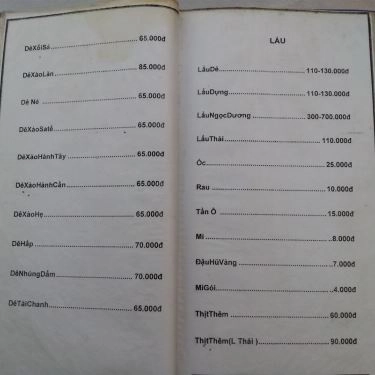 DêXốiSả.......65.000đ
DêXàoLăn.......85.000đ
Dê Né.......65.000đ
DêXàoSatế.......65.000đ
DêXàoHànhTây.......65.000đ
DêXàoHànhCần.......65.000đ
DêXàoHẹ.......65.000đ
DêHấp.......70.000đ
DêNhúngDấm.......70.000đ
DêTáiChanh.......65.000đ
LẨU
LẩuDê.......110-130.000đ
LẩuDựng.......110-130.000đ
LẩuNgọcDương.......300-700.000đ
LẩuThái.......110.000đ
Óc.......25.000đ
Rau.......10.000đ
Tần Ô.......15.000đ
Mì.......8.000đ
ĐậuHũVàng.......7.000đ
MìGói.......4.000đ
ThịtThêm.......60.000đ
ThịtThêm(L Thái ).......90.000đ